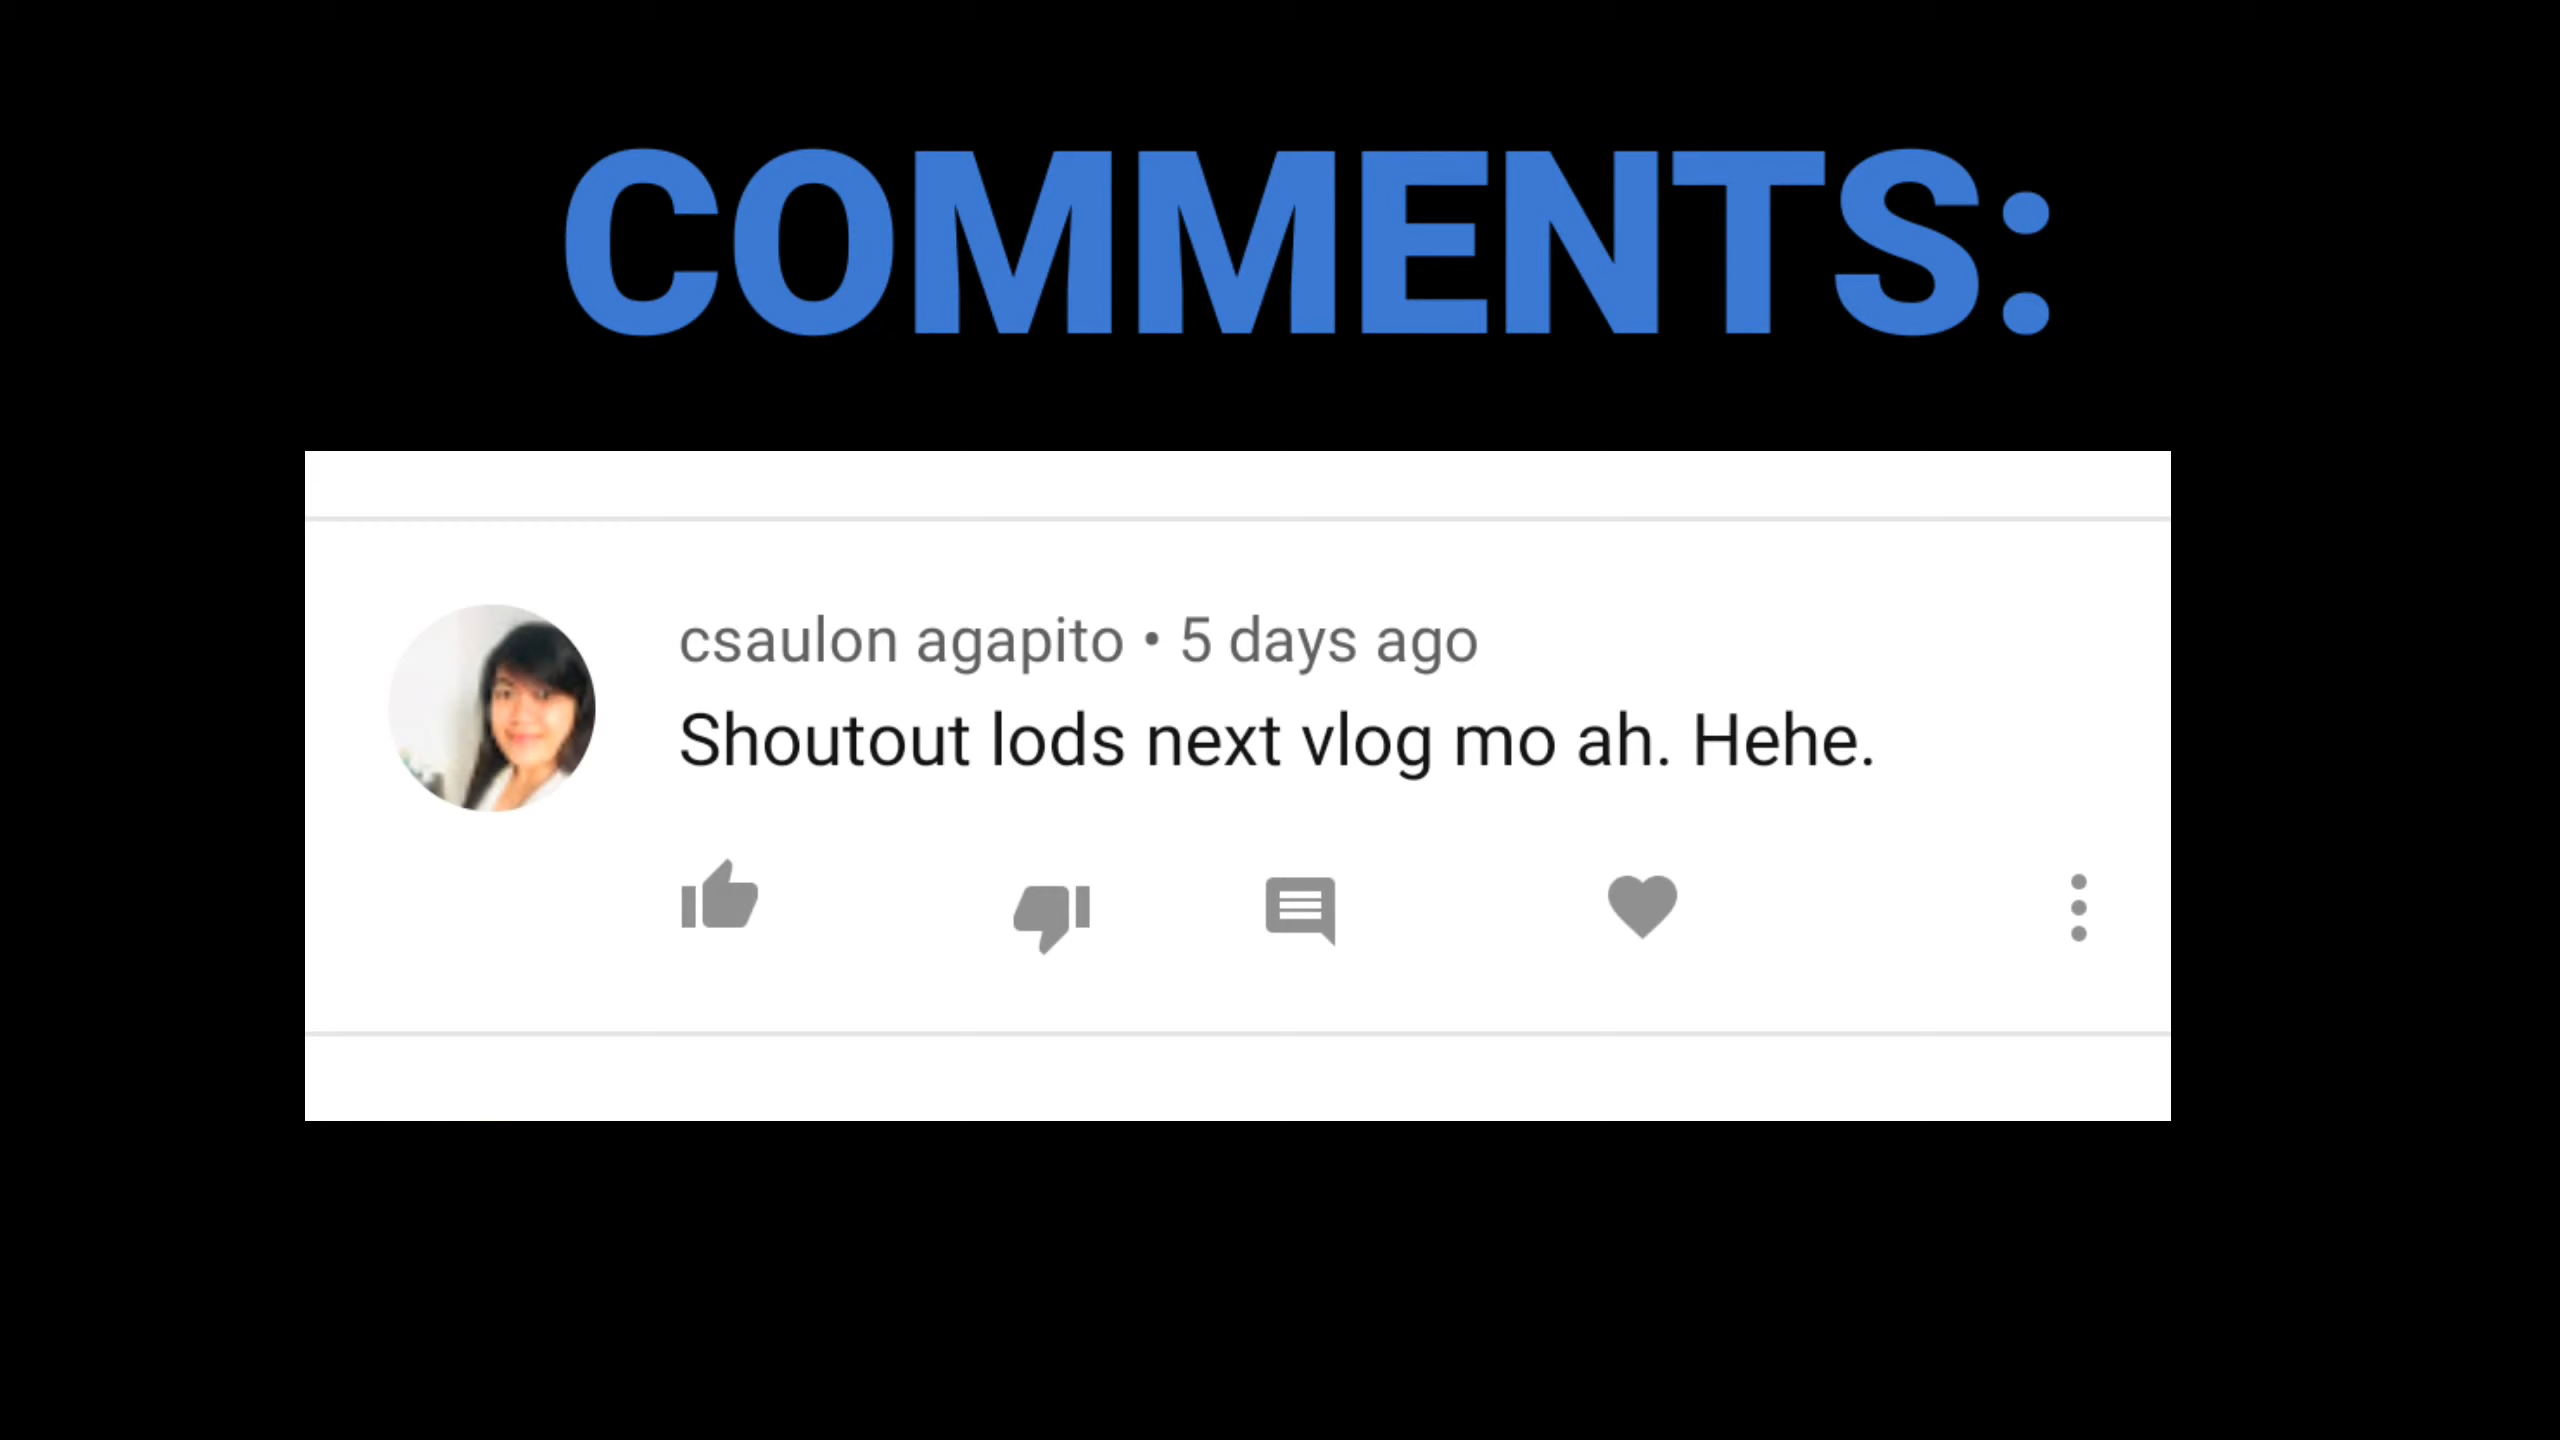 COMMENTS:
csaulon agapito • 5 days ago
Shoutout lods next vlog mo ah. Hehe.